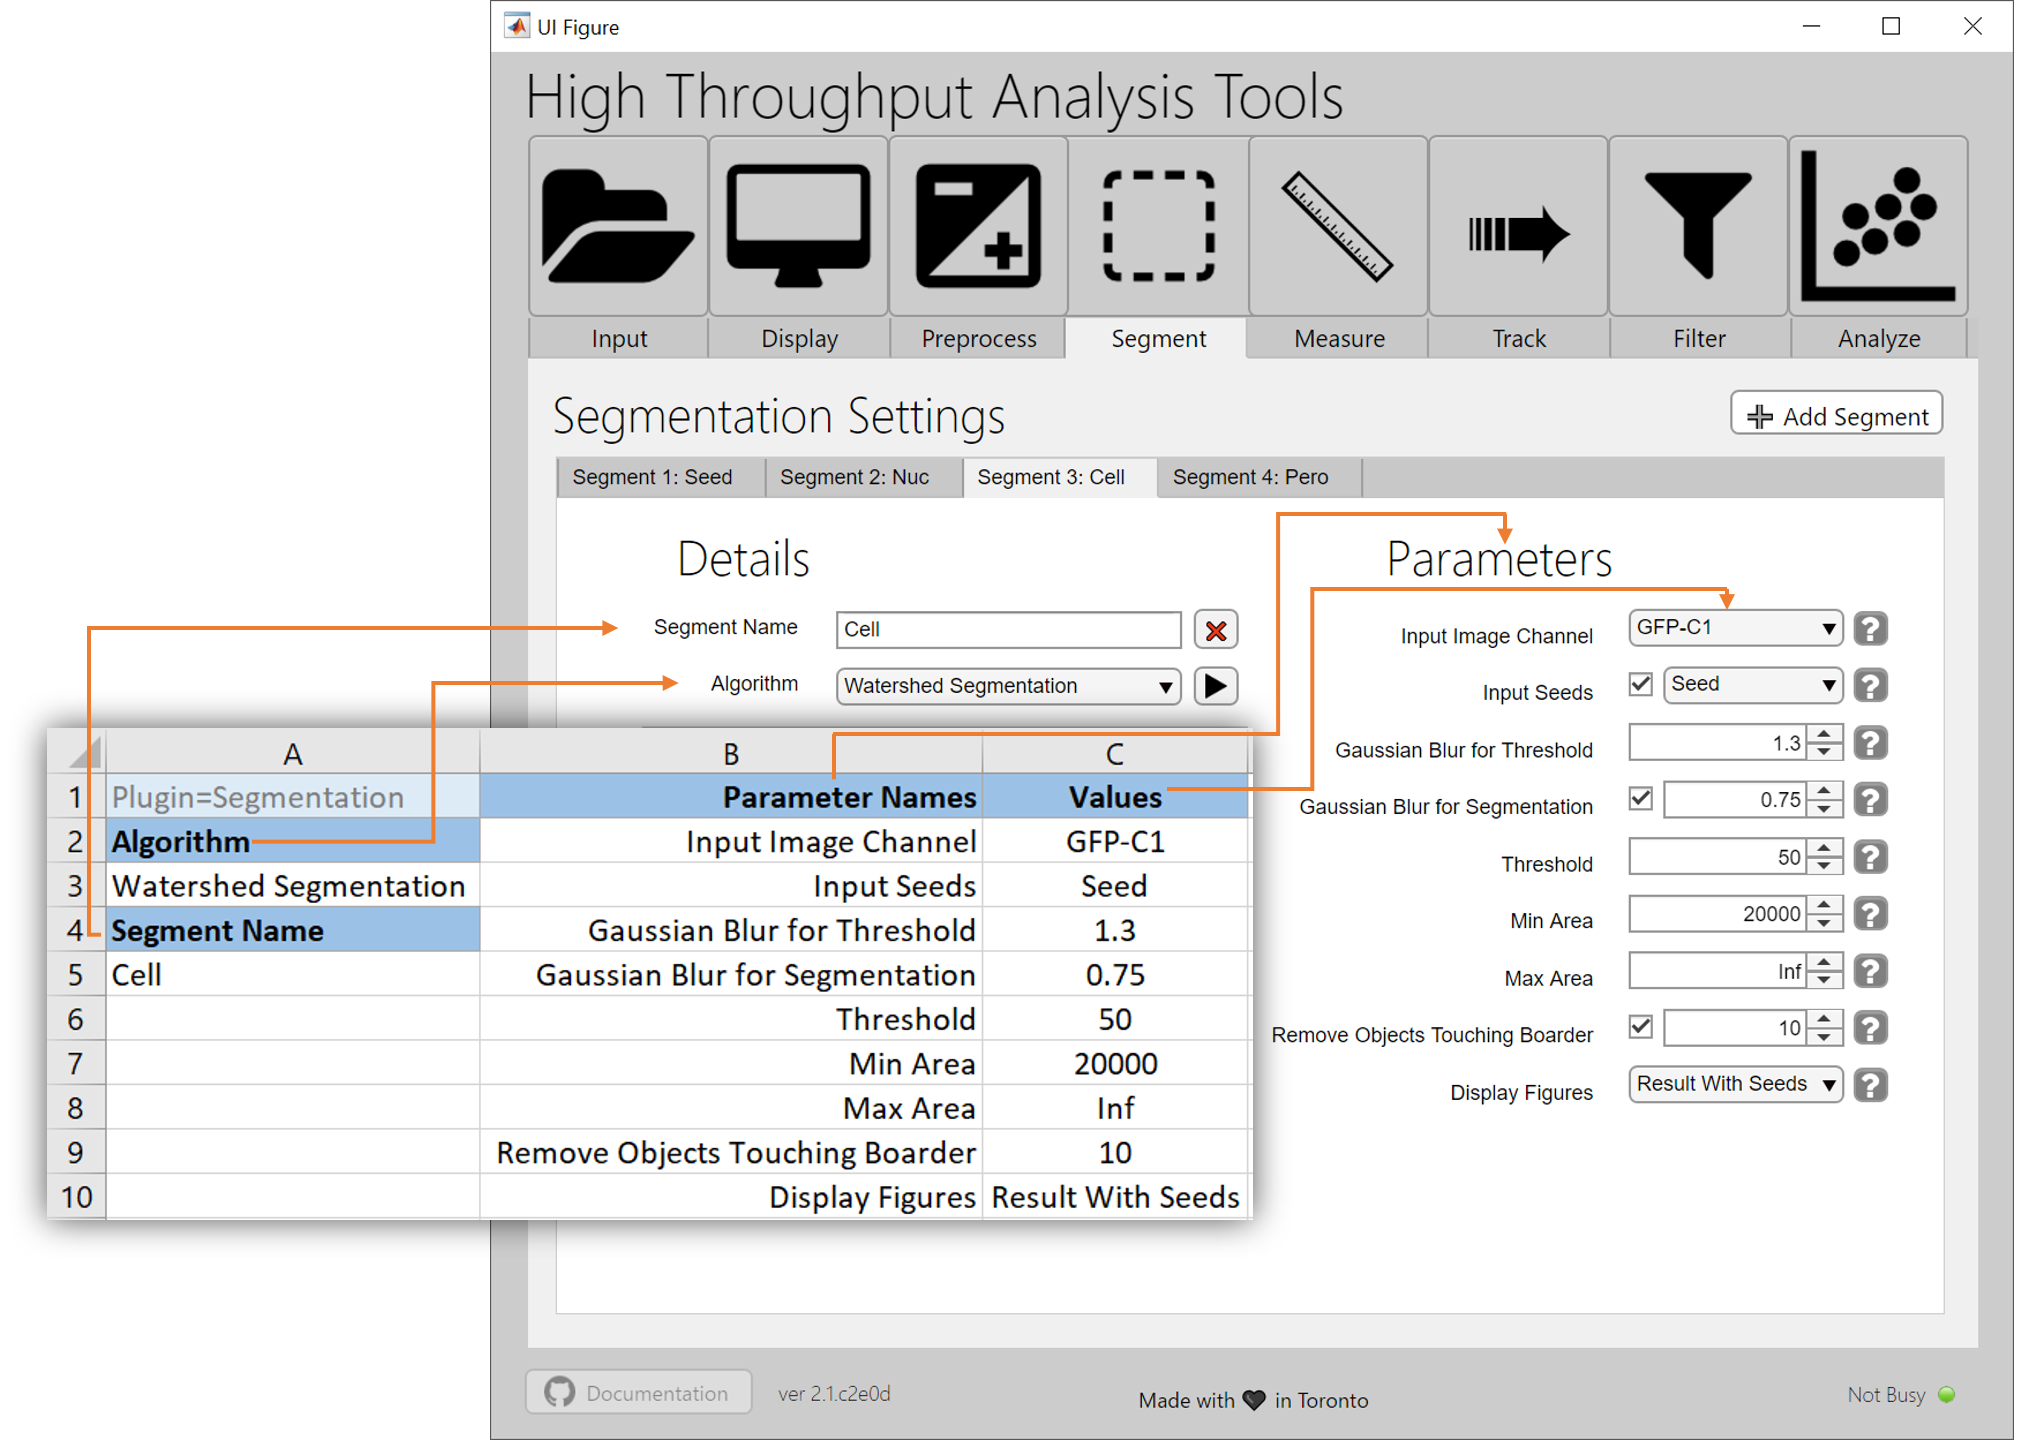 UI Figure
High Throughput Analysis Tools
Input Display Preprocess Segment Measure Track Filter Analyze
Segmentation Settings
Add Segment
Segment 1: Seed Segment 2: Nuc Segment 3: Cell Segment 4: Pero
Details
Segment Name Cell
Algorithm Watershed Segmentation
Parameters
Input Image Channel GFP-C1 ?
Input Seeds Seed ?
Gaussian Blur for Threshold 1.3 ?
Gaussian Blur for Segmentation 0.75 ?
Threshold 50 ?
Min Area 20000 ?
Max Area Inf ?
Remove Objects Touching Boarder 10 ?
Display Figures Result With Seeds ?
A B C
1 Plugin=Segmentation Parameter Names Values
2 Algorithm Input Image Channel GFP-C1
3 Watershed Segmentation Input Seeds Seed
4 Segment Name Gaussian Blur for Threshold 1.3
5 Cell Gaussian Blur for Segmentation 0.75
6 Threshold 50
7 Min Area 20000
8 Max Area Inf
9 Remove Objects Touching Boarder 10
10 Display Figures Result With Seeds
Documentation ver 2.1.c2e0d Made with ♥ in Toronto Not Busy